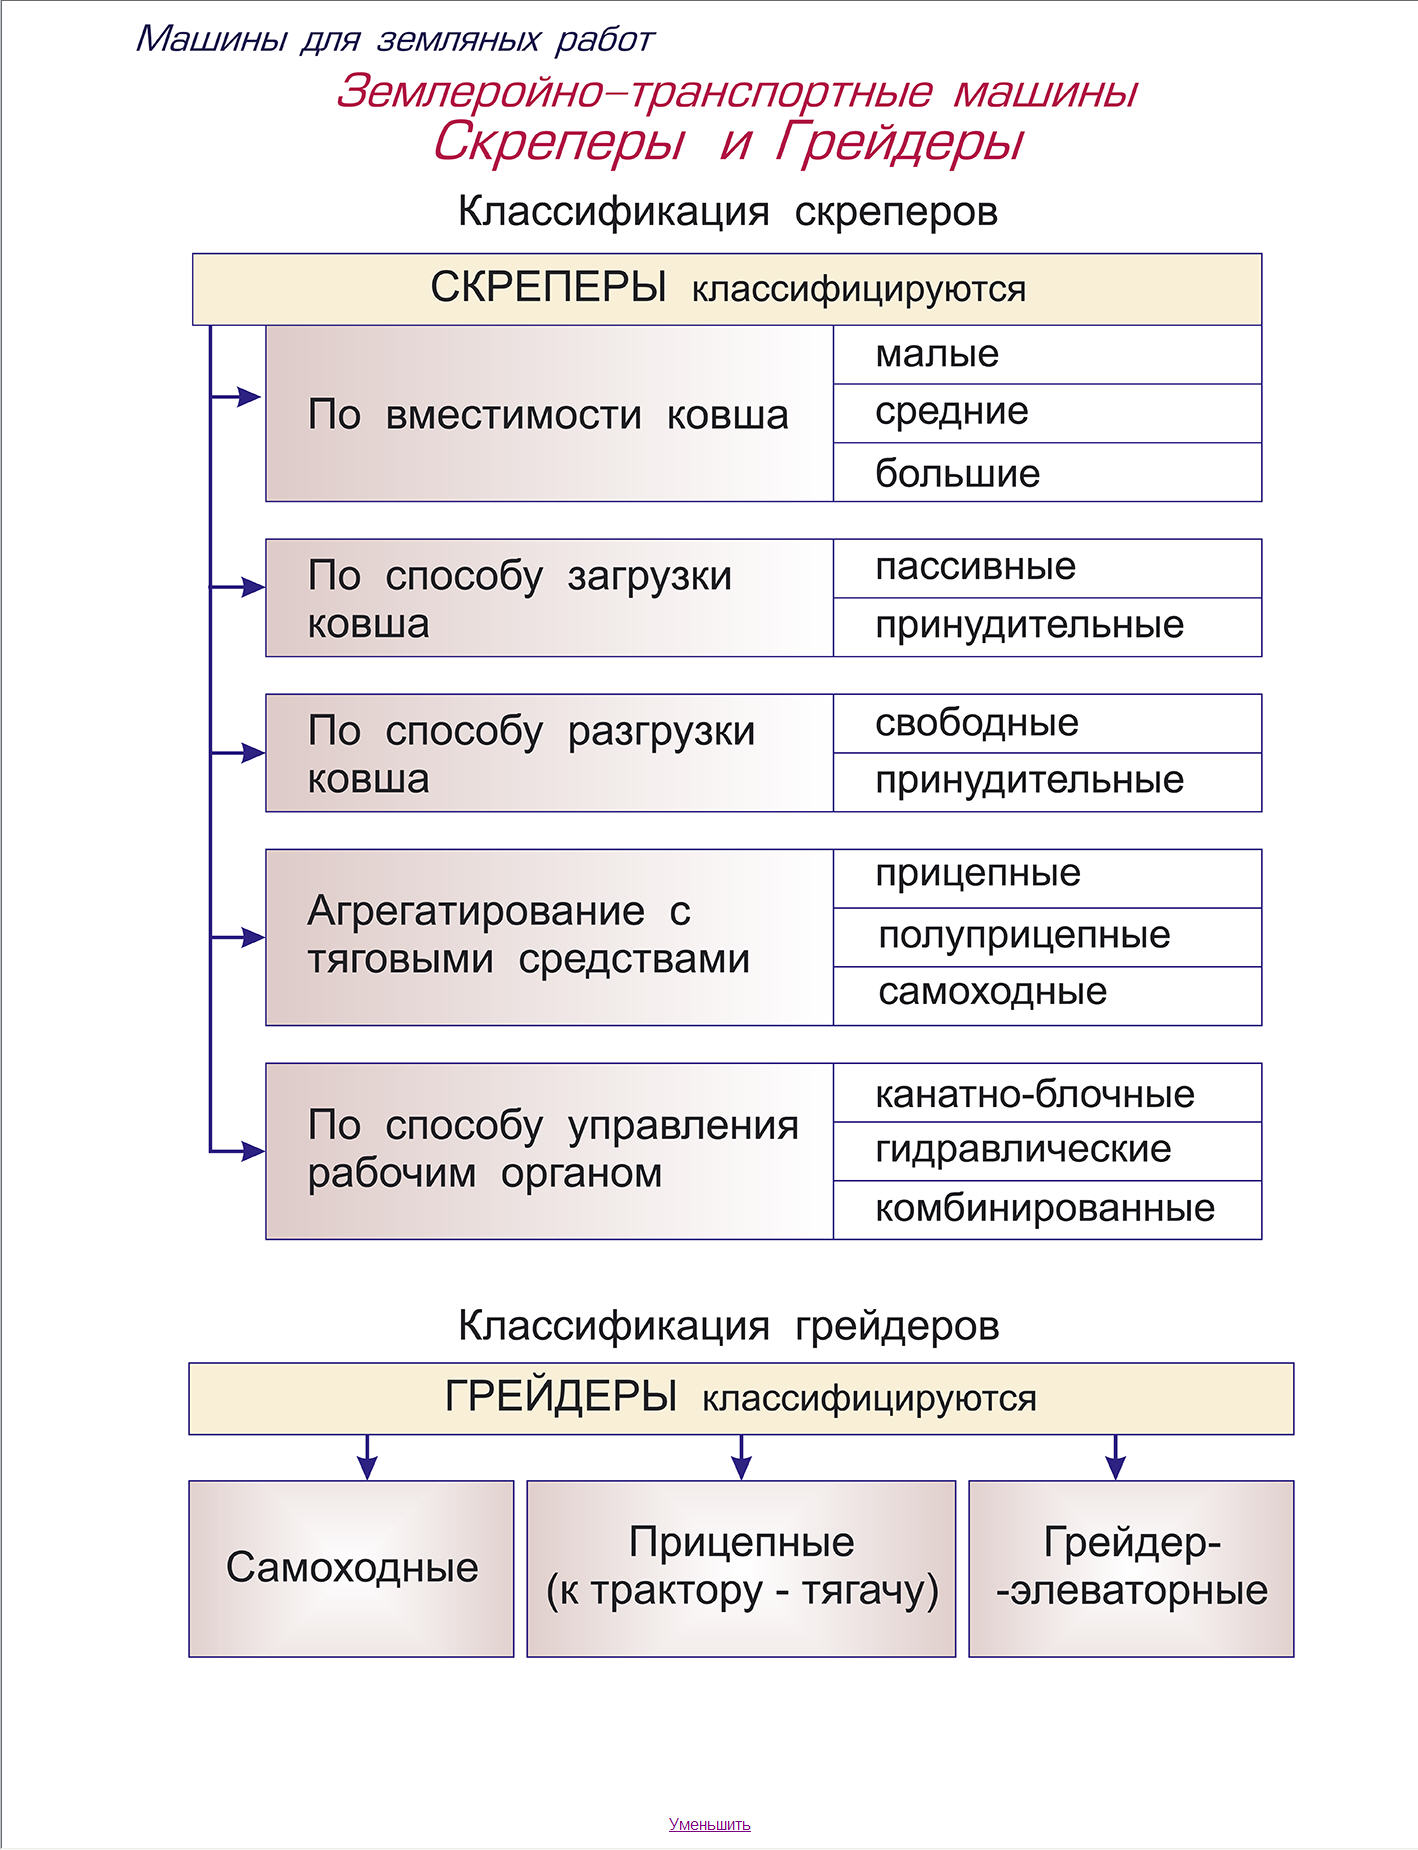 Машины для земляных работ
Землеройно-транспортные машины
Скреперы и Грейдеры
Классификация скреперов
СКРЕПЕРЫ классифицируются
По вместимости ковша
малые
средние
большие
По способу загрузки
ковша
пассивные
принудительные
По способу разгрузки
ковша
свободные
принудительные
Агрегатирование с
тяговыми средствами
прицепные
полуприцепные
самоходные
По способу управления
рабочим органом
канатно-блочные
гидравлические
комбинированные
Классификация грейдеров
ГРЕЙДЕРЫ классифицируются
Самоходные
Прицепные
(к трактору - тягачу)
Грейдер-
-элеваторные
Уменьшить